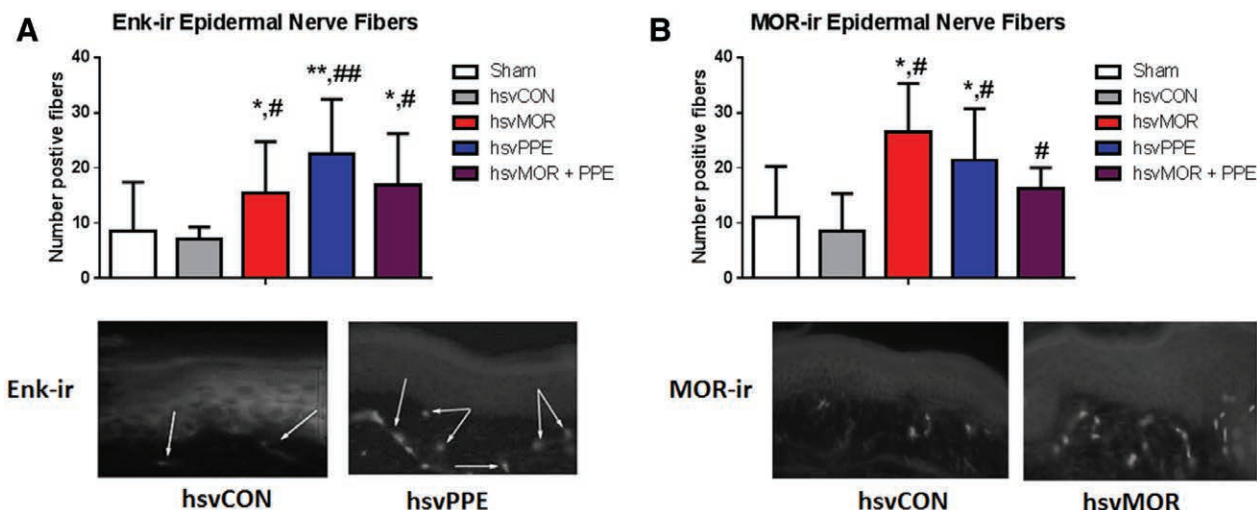 A
Enk-ir Epidermal Nerve Fibers
Number positive fibers
40
30
20
10
0
*,#
**,##
*,#
Sham
hsvCON
hsvMOR
hsvPPE
hsvMOR + PPE
Enk-ir
hsvCON
hsvPPE
B
MOR-ir Epidermal Nerve Fibers
Number positive fibers
40
30
20
10
0
*,#
*,#
#
Sham
hsvCON
hsvMOR
hsvPPE
hsvMOR + PPE
MOR-ir
hsvCON
hsvMOR